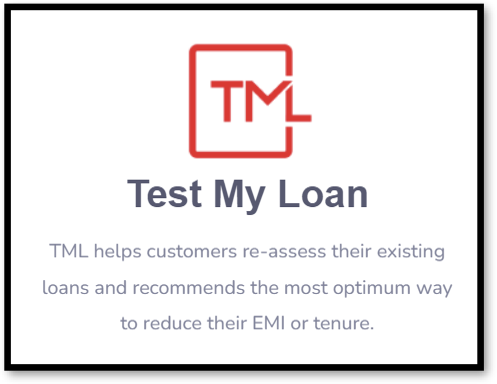 TML
Test My Loan
TML helps customers re-assess their existing
loans and recommends the most optimum way
to reduce their EMI or tenure.